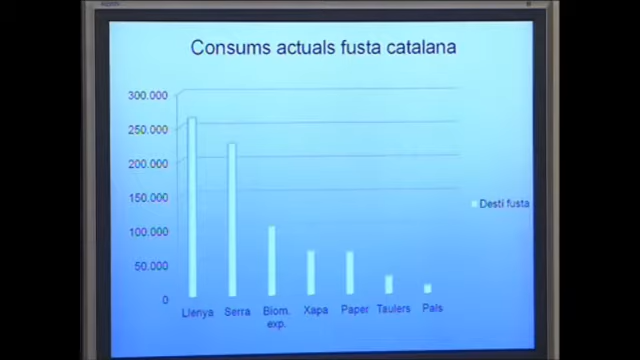 Consums actuals fusta catalana
300.000
250.000
200.000
150.000
100.000
50.000
0
Llenya Serra Biom. exp. Xapa Paper Taulers Pals
Destí fusta